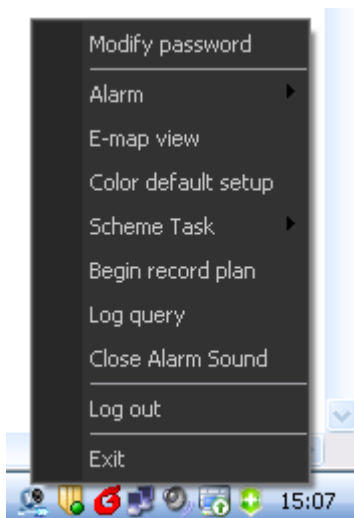 Modify password
Alarm
E-map view
Color default setup
Scheme Task
Begin record plan
Log query
Close Alarm Sound
Log out
Exit
15:07